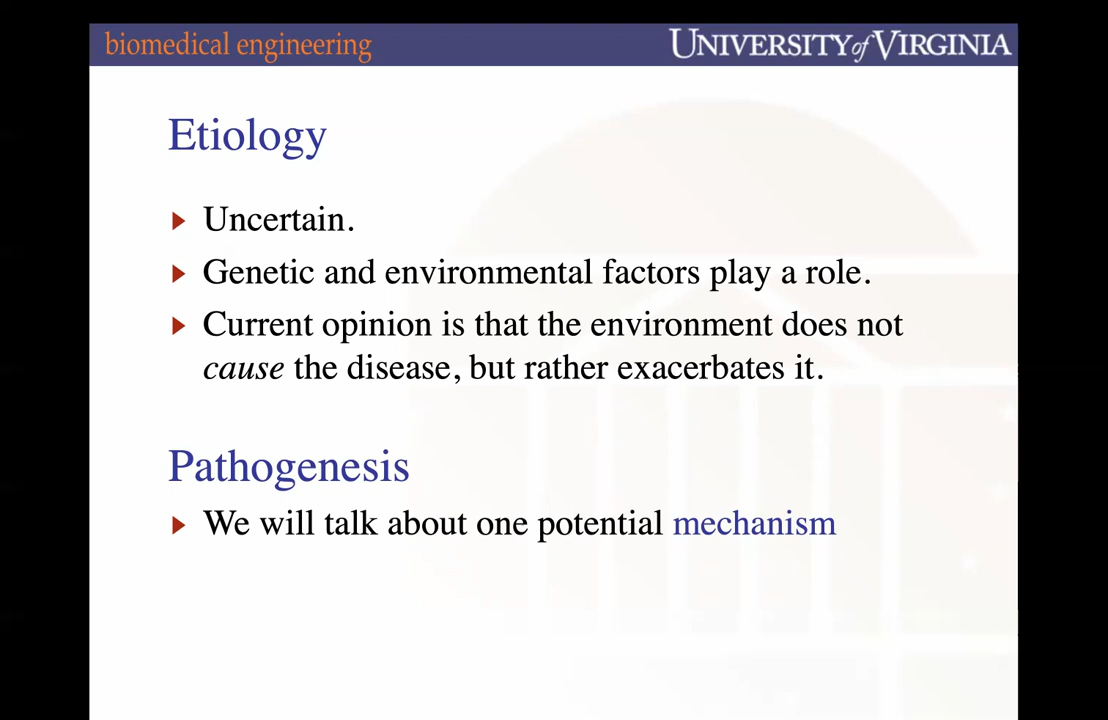 biomedical engineering
UNIVERSITY of VIRGINIA
Etiology
Uncertain.
Genetic and environmental factors play a role.
Current opinion is that the environment does not
cause the disease, but rather exacerbates it.
Pathogenesis
We will talk about one potential mechanism